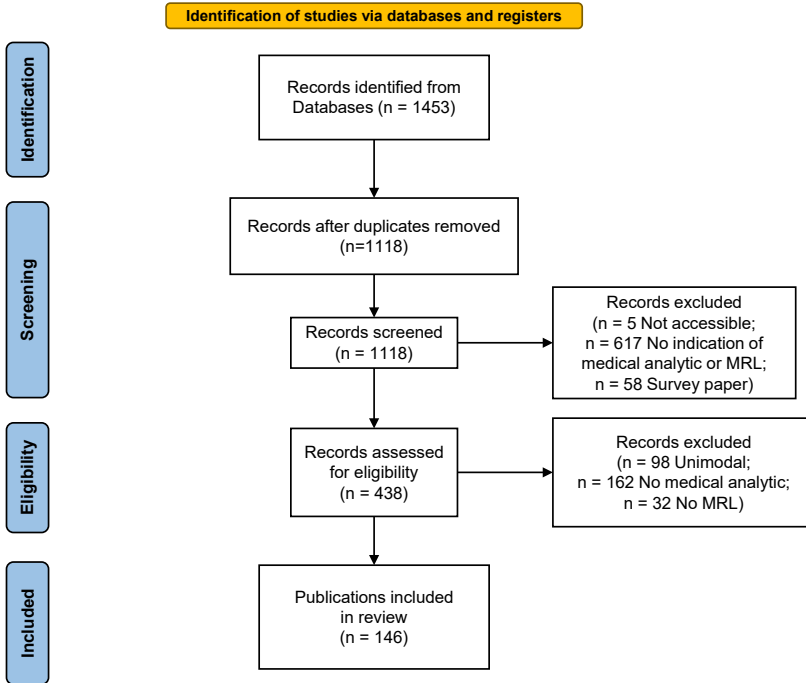 Identification of studies via databases and registers
Identification
Records identified from
Databases (n = 1453)
Screening
Records after duplicates removed
(n=1118)
Records screened
(n = 1118)
Records excluded
(n = 5 Not accessible;
n = 617 No indication of
medical analytic or MRL;
n = 58 Survey paper)
Eligibility
Records assessed
for eligibility
(n = 438)
Records excluded
(n = 98 Unimodal;
n = 162 No medical analytic;
n = 32 No MRL)
Included
Publications included
in review
(n = 146)